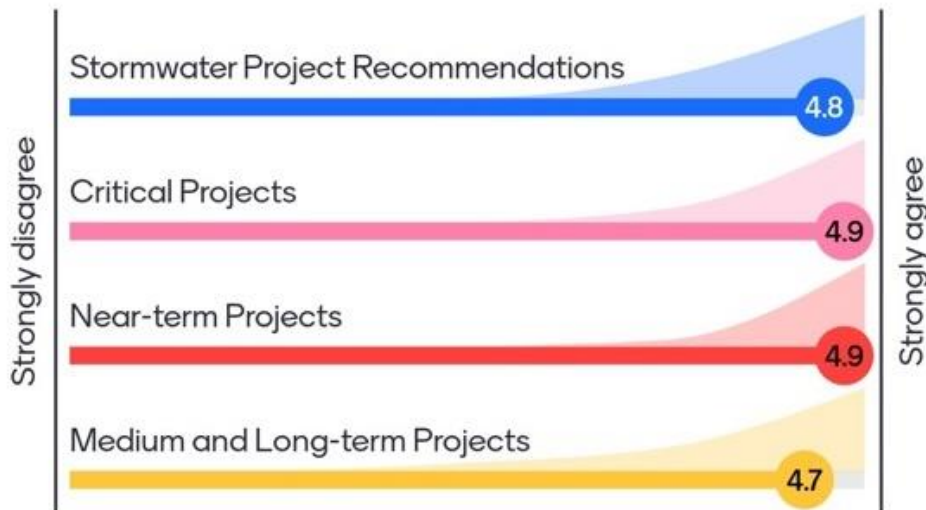 Strongly disagree
Stormwater Project Recommendations
4.8
Critical Projects
4.9
Near-term Projects
4.9
Medium and Long-term Projects
4.7
Strongly agree